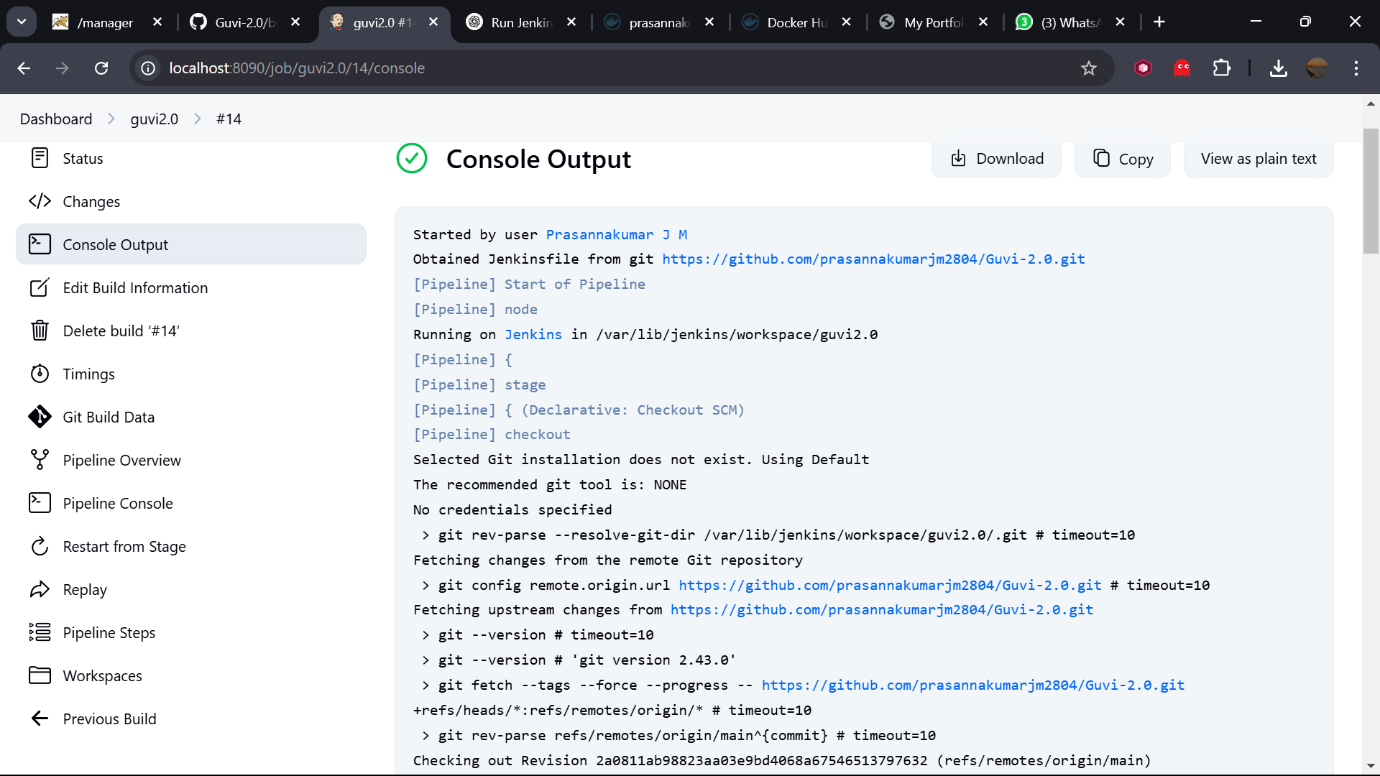 /manager
Guvi-2.0/b
guvi2.0 #1
Run Jenkin
prasannak
Docker Hu
My Portfol
3
(3) Whats
localhost:8090/job/guvi2.0/14/console
Dashboard
guvi2.0
#14
Status
Changes
Console Output
Edit Build Information
Delete build ‘#14’
Timings
Git Build Data
Pipeline Overview
Pipeline Console
Restart from Stage
Replay
Pipeline Steps
Workspaces
Previous Build
Console Output
Download
Copy
View as plain text
Started by user Prasannakumar J M
Obtained Jenkinsfile from git https://github.com/prasannakumarjm2804/Guvi-2.0.git
[Pipeline] Start of Pipeline
[Pipeline] node
Running on Jenkins in /var/lib/jenkins/workspace/guvi2.0
[Pipeline] {
[Pipeline] stage
[Pipeline] { (Declarative: Checkout SCM)
[Pipeline] checkout
Selected Git installation does not exist. Using Default
The recommended git tool is: NONE
No credentials specified
> git rev-parse --resolve-git-dir /var/lib/jenkins/workspace/guvi2.0/.git # timeout=10
Fetching changes from the remote Git repository
> git config remote.origin.url https://github.com/prasannakumarjm2804/Guvi-2.0.git # timeout=10
Fetching upstream changes from https://github.com/prasannakumarjm2804/Guvi-2.0.git
> git --version # timeout=10
> git --version # 'git version 2.43.0'
> git fetch --tags --force --progress -- https://github.com/prasannakumarjm2804/Guvi-2.0.git
+refs/heads/*:refs/remotes/origin/* # timeout=10
> git rev-parse refs/remotes/origin/main^{commit} # timeout=10
Checking out Revision 2a0811ab98823aa03e9bd4068a67546513797632 (refs/remotes/origin/main)